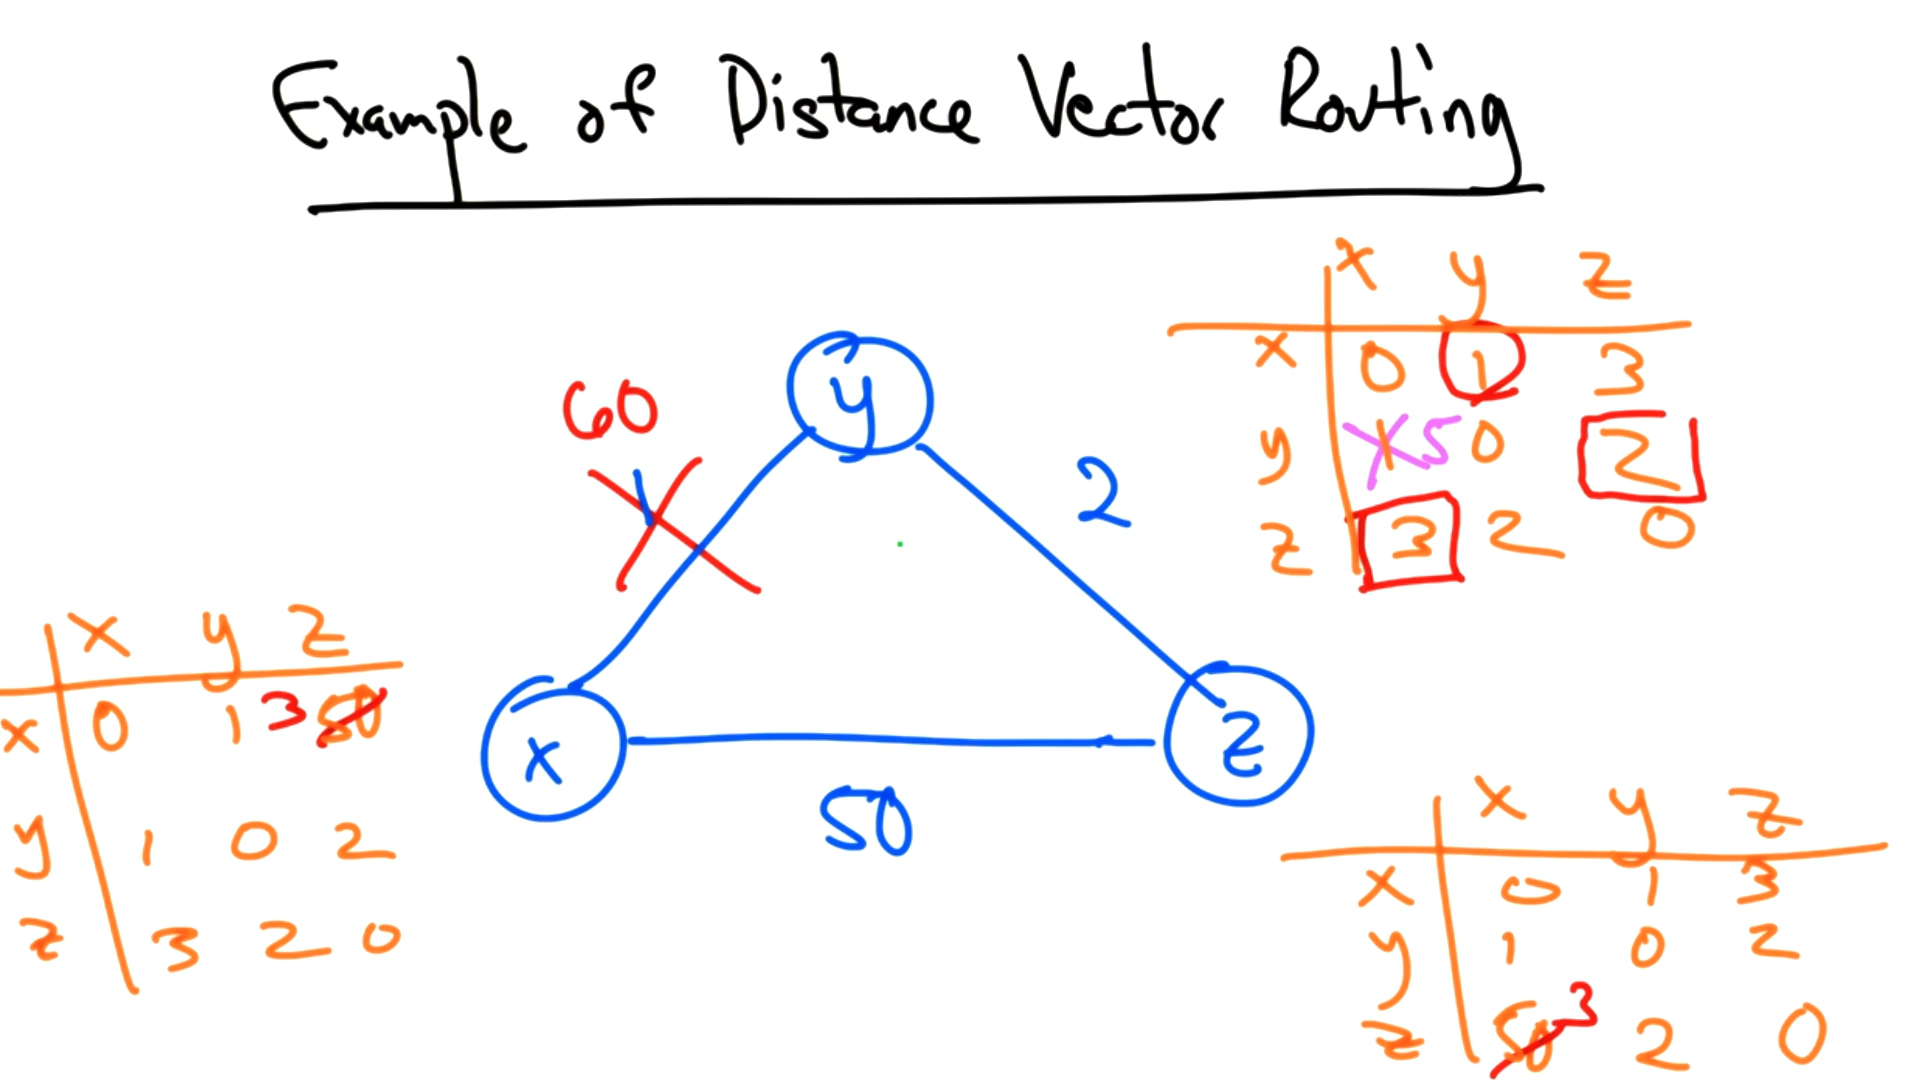 Example of Distance Vector Routing
x y z
x 0 1 3
y 1 5 0 2
z 3 2 0
60
1
y
2
x
z
50
x y z
x 0 1 3 50
y 1 0 2
z 3 2 0
x y z
x 0 1 3
y 1 0 2
z 50 3 2 0